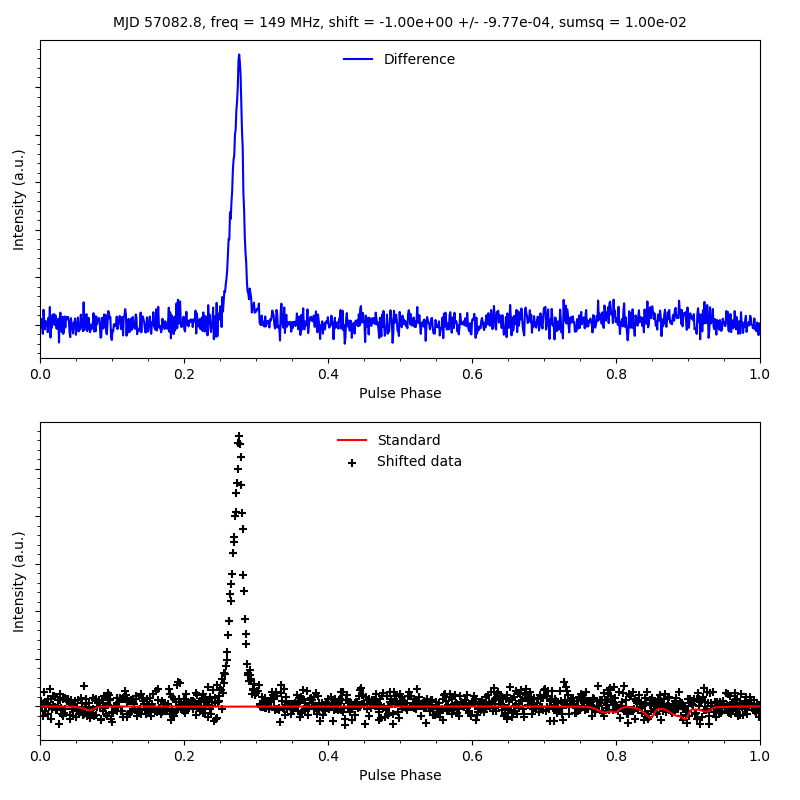 MJD 57082.8, freq = 149 MHz, shift = -1.00e+00 +/- -9.77e-04, sumsq = 1.00e-02
Difference
Intensity (a.u.)
0.0 0.2 0.4 0.6 0.8 1.0
Pulse Phase
Standard
Shifted data
Intensity (a.u.)
0.0 0.2 0.4 0.6 0.8 1.0
Pulse Phase